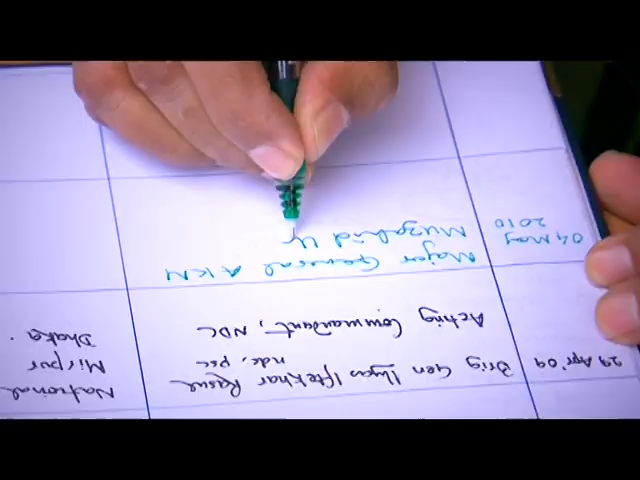 29 Apr '09
Brig Gen Ilyas Iftekhar Rasul
ndc, psc
Acting Commandant, NDC
National
Mirpur
Dhaka.
04 May
2010
Major General AKM
Muzahid U